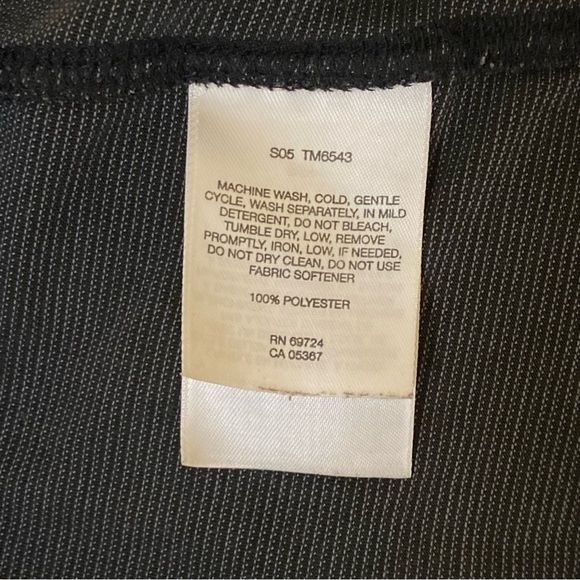 S05 TM6543
MACHINE WASH, COLD, GENTLE
CYCLE, WASH SEPARATELY, IN MILD
DETERGENT, DO NOT BLEACH,
TUMBLE DRY, LOW, REMOVE
PROMPTLY, IRON, LOW, IF NEEDED,
DO NOT DRY CLEAN, DO NOT USE
FABRIC SOFTENER
100% POLYESTER
RN 69724
CA 05367